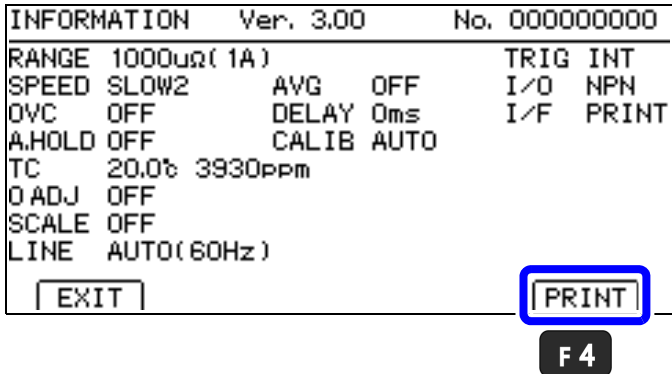 INFORMATION Ver. 3.00 No. 000000000
RANGE 1000uΩ( 1A) TRIG INT
SPEED SLOW2 AVG OFF I/O NPN
OVC OFF DELAY 0ms I/F PRINT
A.HOLD OFF CALIB AUTO
TC 20.0℃ 3930ppm
0 ADJ OFF
SCALE OFF
LINE AUTO(60Hz)
EXIT PRINT
F 4